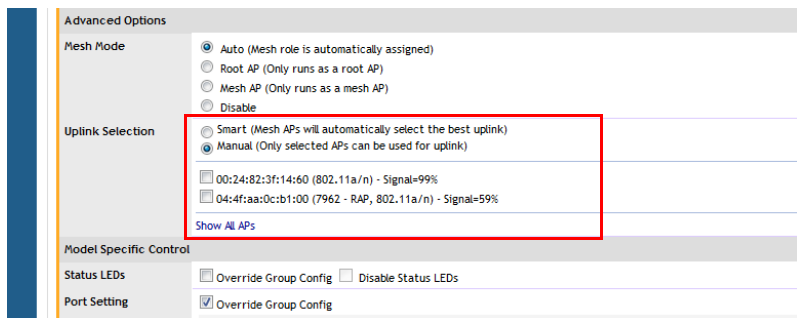 Advanced Options
Mesh Mode
Auto (Mesh role is automatically assigned)
Root AP (Only runs as a root AP)
Mesh AP (Only runs as a mesh AP)
Disable
Uplink Selection
Smart (Mesh APs will automatically select the best uplink)
Manual (Only selected APs can be used for uplink)
00:24:82:3f:14:60 (802.11a/n) - Signal=99%
04:4f:aa:0c:b1:00 (7962 - RAP, 802.11a/n) - Signal=59%
Show All APs
Model Specific Control
Status LEDs
Override Group Config Disable Status LEDs
Port Setting
Override Group Config